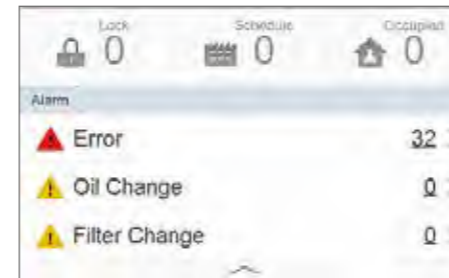 Lock Schedule Occupied
0 0 0
Alarm
Error 32
Oil Change 0
Filter Change 0